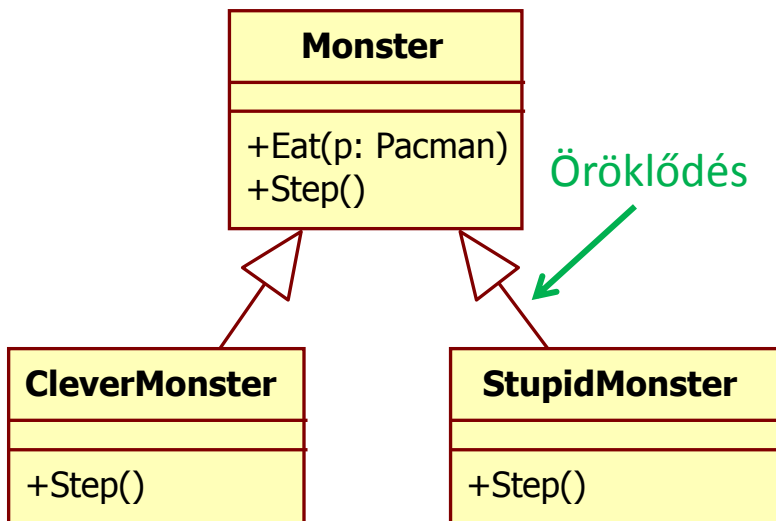 Monster
+Eat(p: Pacman)
+Step()
Öröklődés
CleverMonster
+Step()
StupidMonster
+Step()